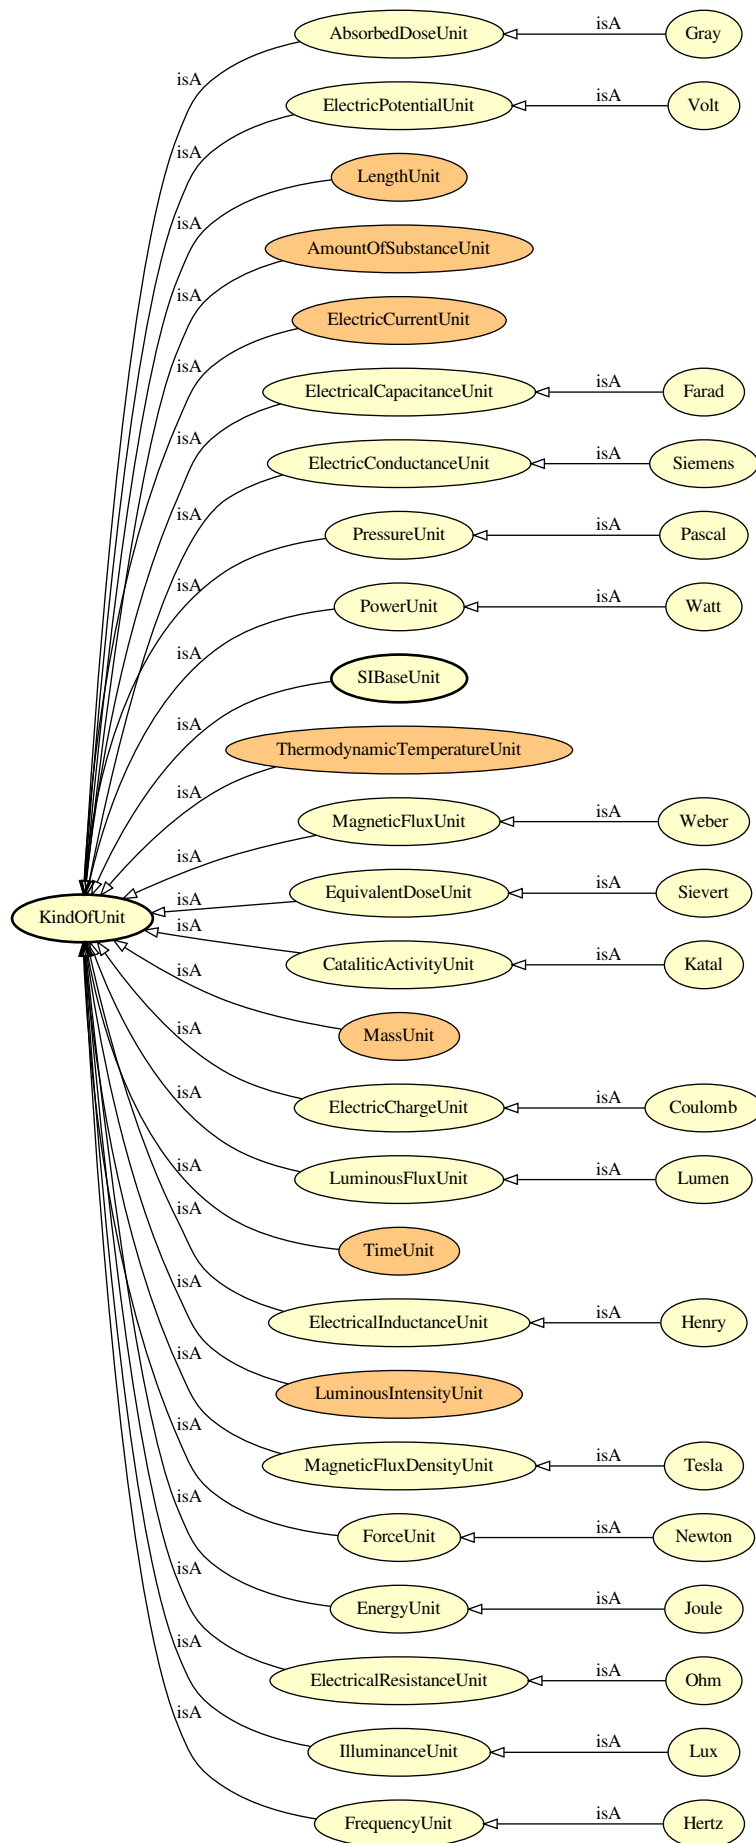 AbsorbedDoseUnit isA Gray
isA
ElectricPotentialUnit isA Volt
isA
LengthUnit
isA
AmountOfSubstanceUnit
isA
ElectricCurrentUnit
isA
ElectricalCapacitanceUnit isA Farad
isA
ElectricConductanceUnit isA Siemens
isA
PressureUnit isA Pascal
isA
PowerUnit isA Watt
isA
SIBaseUnit
isA
ThermodynamicTemperatureUnit
isA
MagneticFluxUnit isA Weber
isA
EquivalentDoseUnit isA Sievert
isA
KindOfUnit
isA
CataliticActivityUnit isA Katal
isA
MassUnit
isA
ElectricChargeUnit isA Coulomb
isA
LuminousFluxUnit isA Lumen
isA
TimeUnit
isA
ElectricalInductanceUnit isA Henry
isA
LuminousIntensityUnit
isA
MagneticFluxDensityUnit isA Tesla
isA
ForceUnit isA Newton
isA
EnergyUnit isA Joule
isA
ElectricalResistanceUnit isA Ohm
isA
IlluminanceUnit isA Lux
isA
FrequencyUnit isA Hertz